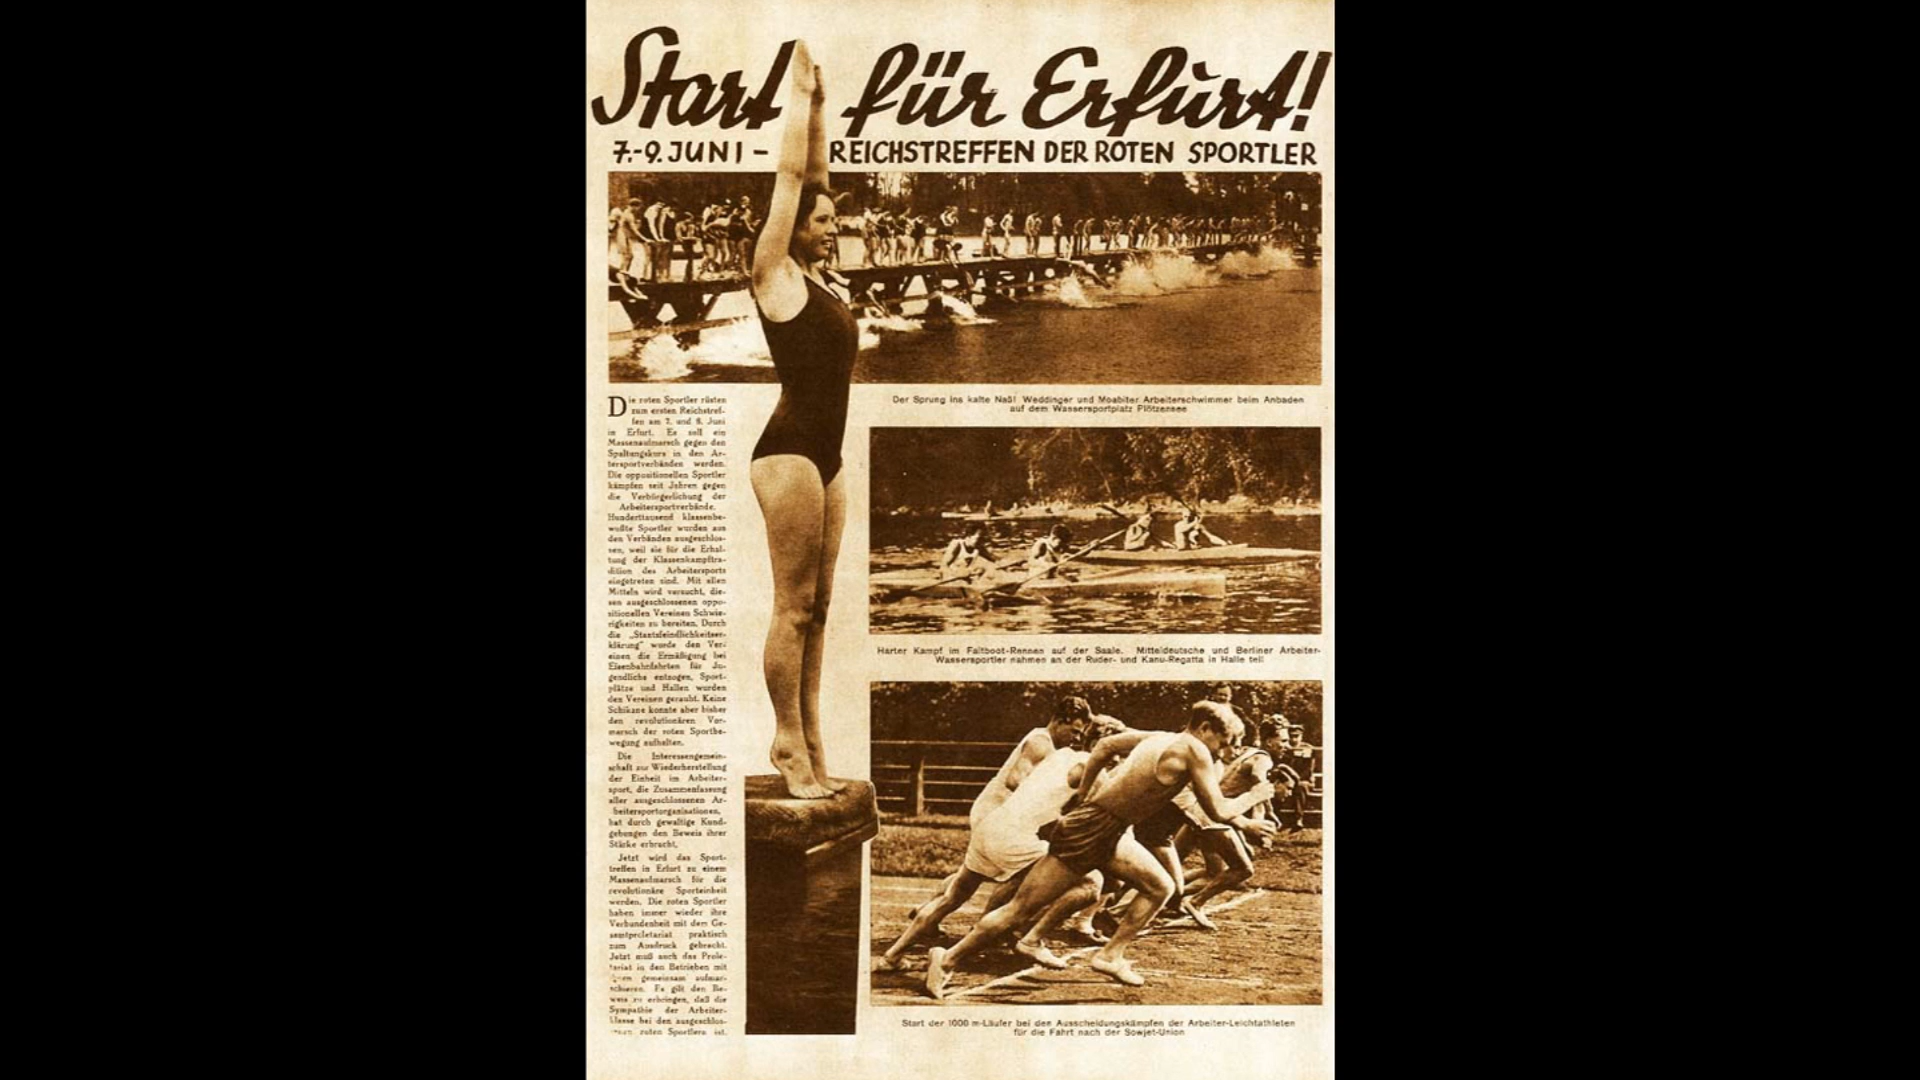 Start für Erfurt!
7.-9. JUNI – REICHSTREFFEN DER ROTEN SPORTLER
Der Sprung ins kalte Naß! Weddinger und Moabiter Arbeiterschwimmer beim Anbaden
auf dem Wassersportplatz Plötzensee
Die roten Sportler rüsten
zum ersten Reichstref-
fen am 7. und 8. Juni
in Erfurt. Es soll ein
Massenaufmarsch gegen den
Spaltungskurs in den Ar-
tersportverbänden werden.
Die oppositionellen Sportler
kämpfen seit Jahren gegen
die Verbürgerlichung der
Arbeitersportverbände.
Hunderttausend klassenbe-
wußte Sportler wurden aus
den Verbänden ausgeschlos-
sen, weil sie für die Erhal-
tung der Klassenkampftra-
dition des Arbeitersports
eingetreten sind. Mit allen
Mitteln wird versucht, die-
sen ausgeschlossenen oppo-
sitionellen Vereinen Schwie-
rigkeiten zu bereiten. Durch
die „Staatsfeindlichkeitser-
klärung" wurde den Ver-
einen die Ermäßigung bei
Eisenbahnfahrten für Ju-
gendliche entzogen, Sport-
plätze und Hallen wurden
den Vereinen geraubt. Keine
Schikane konnte aber bisher
den revolutionären Vor-
marsch der roten Sportbe-
wegung aufhalten.
Die Interessengemein-
schaft zur Wiederherstellung
der Einheit im Arbeiter-
sport, die Zusammenfassung
aller ausgeschlossenen Ar-
beitersportorganisationen,
hat durch gewaltige Kund-
gebungen den Beweis ihrer
Stärke erbracht.
Jetzt wird das Sport-
treffen in Erfurt zu einem
Massenaufmarsch für die
revolutionäre Sporteinheit
werden. Die roten Sportler
haben immer wieder ihre
Verbundenheit mit dem Ge-
samtproletariat praktisch
zum Ausdruck gebracht.
Jetzt muß auch das Prole-
tariat in den Betrieben mit
gemeinsam aufmar-
schieren. Es gilt den Be-
weis zu erbringen, daß die
Sympathie der Arbeiter-
klasse bei den ausgeschlos-
roten Sportlern ist.
Harter Kampf im Faltboot-Rennen auf der Saale. Mitteldeutsche und Berliner Arbeiter-
Wassersportler nahmen an der Ruder- und Kanu-Regatta in Halle teil
Start der 1000 m-Läufer bei den Ausscheidungskämpfen der Arbeiter-Leichtathleten
für die Fahrt nach der Sowjet-Union